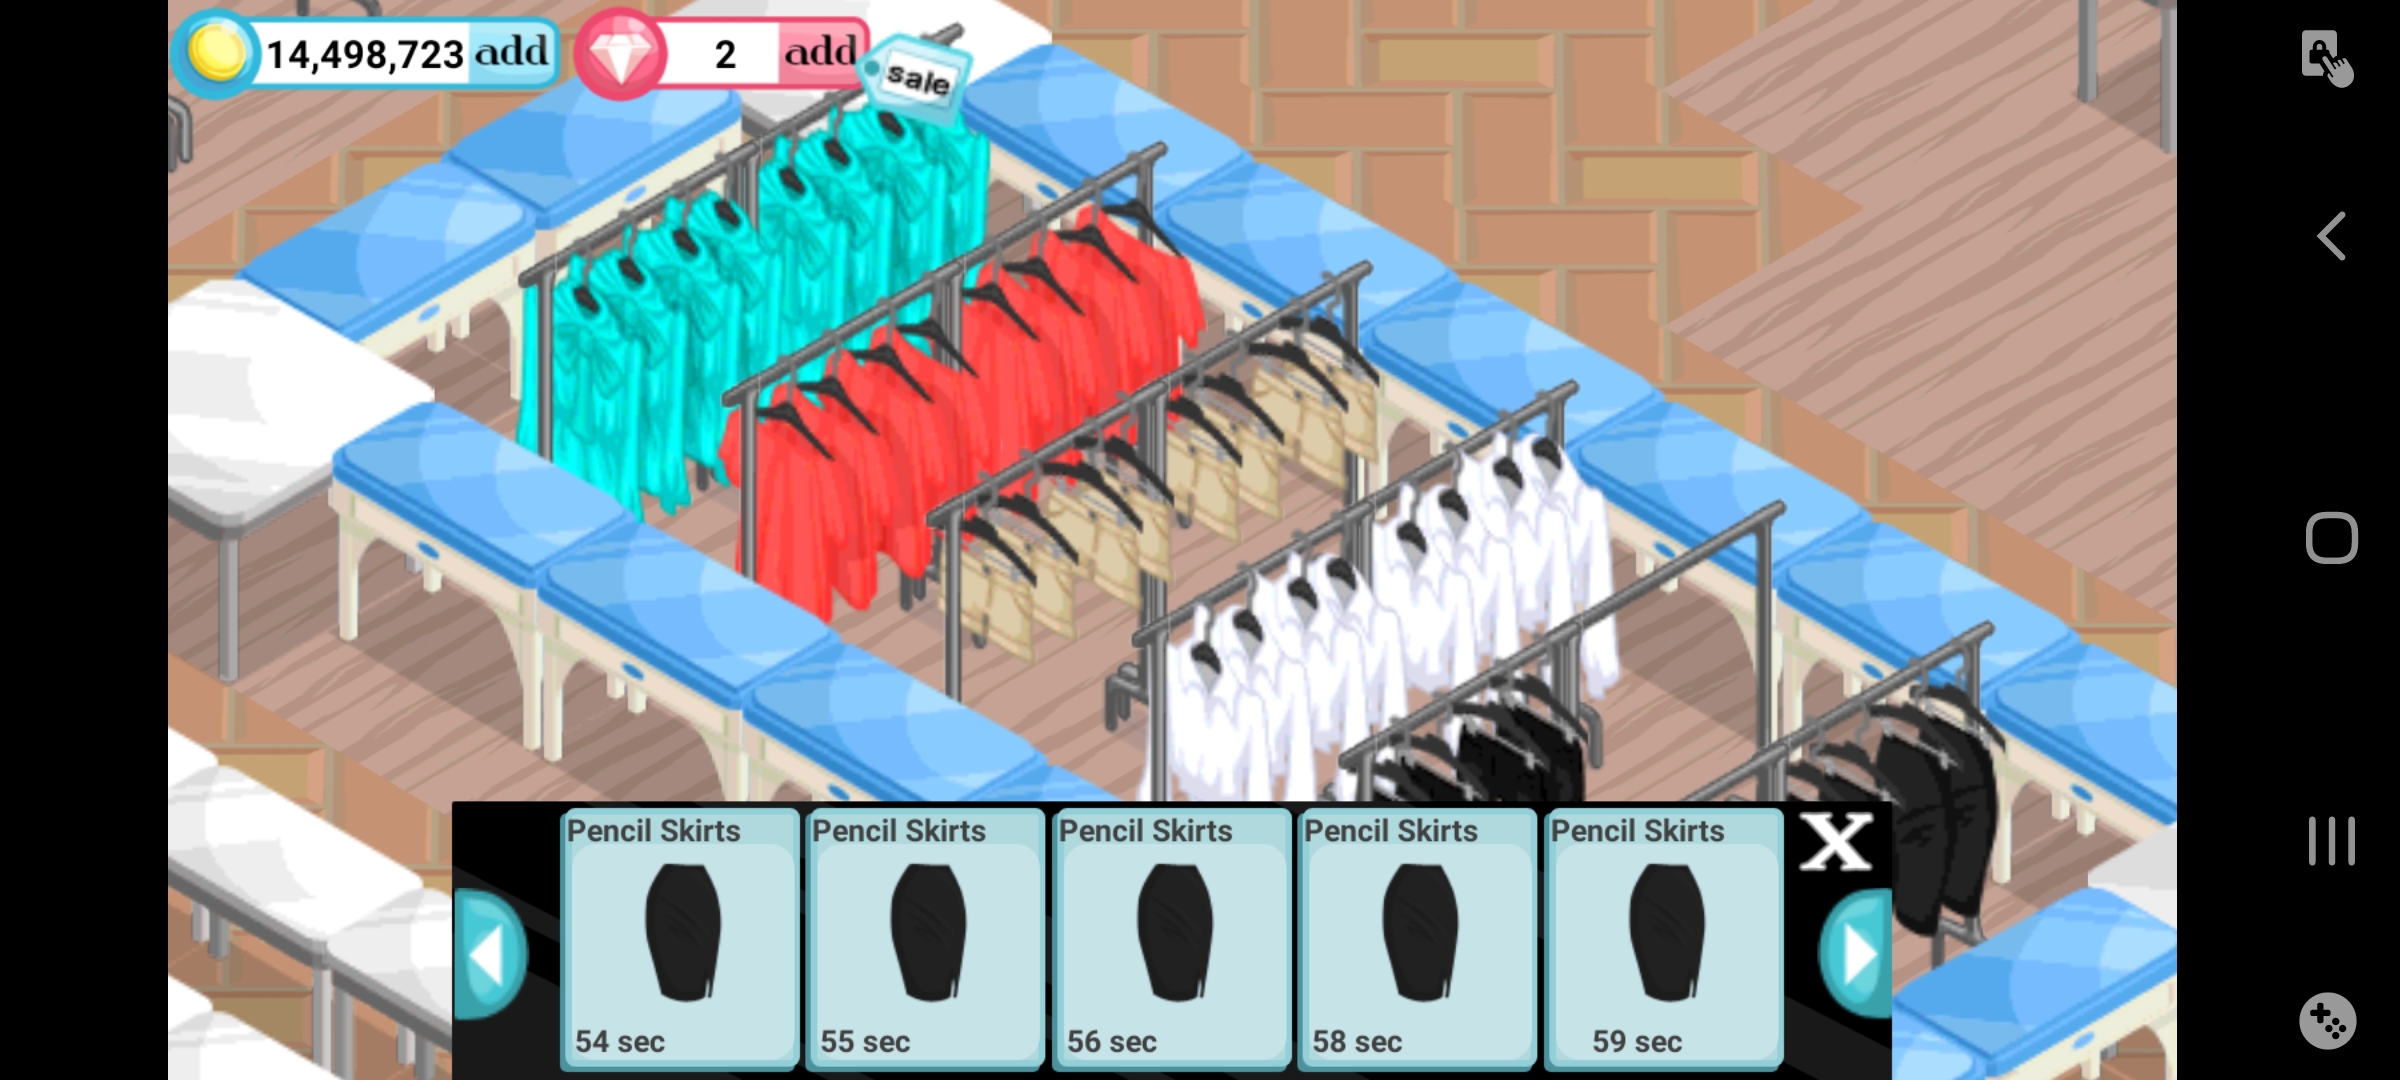 14,498,723 add
2 add
sale
Pencil Skirts
54 sec
Pencil Skirts
55 sec
Pencil Skirts
56 sec
Pencil Skirts
58 sec
Pencil Skirts
59 sec
X